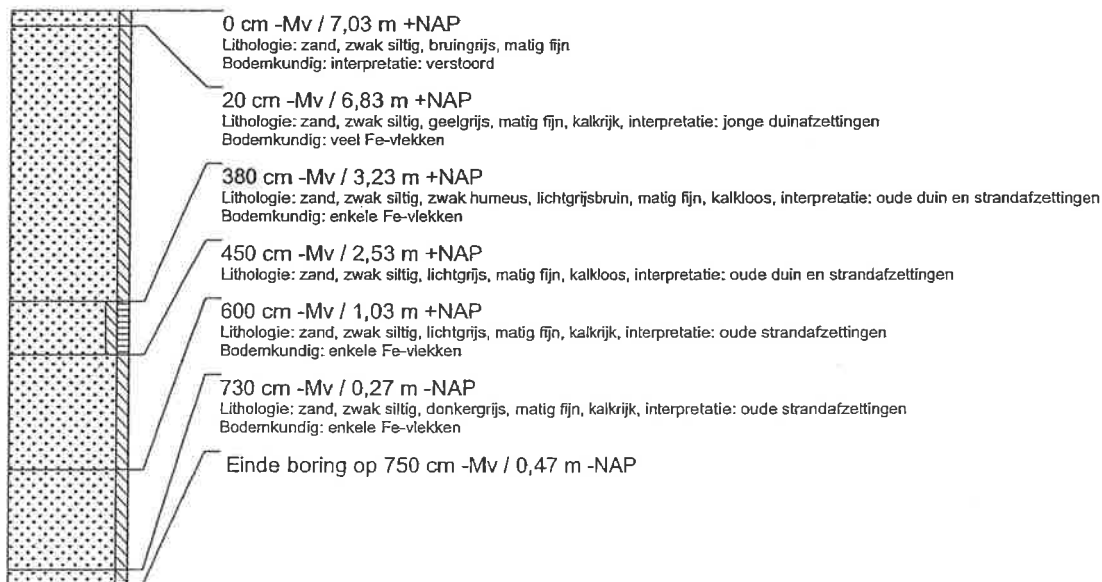 0 cm -Mv / 7,03 m +NAP
Lithologie: zand, zwak siltig, bruingrijs, matig fijn
Bodemkundig: interpretatie: verstoord
20 cm -Mv / 6,83 m +NAP
Lithologie: zand, zwak siltig, geelgrijs, matig fijn, kalkrijk, interpretatie: jonge duinafzettingen
Bodemkundig: veel Fe-vlekken
380 cm -Mv / 3,23 m +NAP
Lithologie: zand, zwak siltig, zwak humeus, lichtgrijsbruin, matig fijn, kalkloos, interpretatie: oude duin en strandafzettingen
Bodemkundig: enkele Fe-vlekken
450 cm -Mv / 2,53 m +NAP
Lithologie: zand, zwak siltig, lichtgrijs, matig fijn, kalkloos, interpretatie: oude duin en strandafzettingen
600 cm -Mv / 1,03 m +NAP
Lithologie: zand, zwak siltig, lichtgrijs, matig fijn, kalkrijk, interpretatie: oude strandafzettingen
Bodemkundig: enkele Fe-vlekken
730 cm -Mv / 0,27 m -NAP
Lithologie: zand, zwak siltig, donkergrijs, matig fijn, kalkrijk, interpretatie: oude strandafzettingen
Bodemkundig: enkele Fe-vlekken
Einde boring op 750 cm -Mv / 0,47 m -NAP